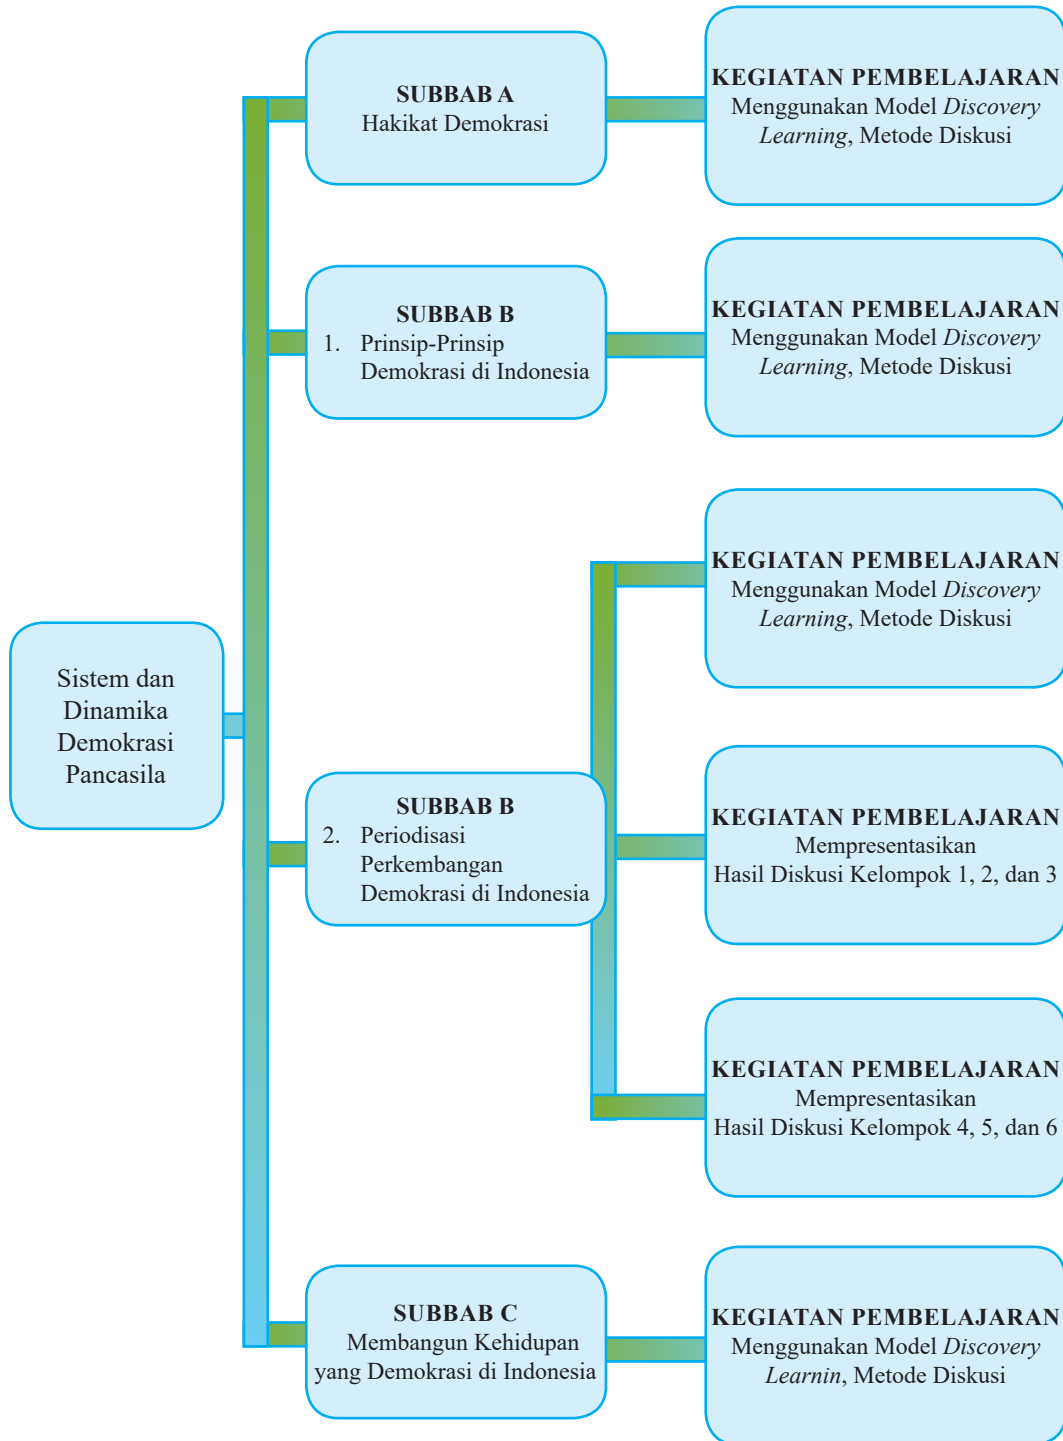 SUBBAB A
Hakikat Demokrasi
KEGIATAN PEMBELAJARAN
Menggunakan Model Discovery
Learning, Metode Diskusi
SUBBAB B
1. Prinsip-Prinsip
Demokrasi di Indonesia
KEGIATAN PEMBELAJARAN
Menggunakan Model Discovery
Learning, Metode Diskusi
Sistem dan
Dinamika
Demokrasi
Pancasila
SUBBAB B
2. Periodisasi
Perkembangan
Demokrasi di Indonesia
KEGIATAN PEMBELAJARAN
Menggunakan Model Discovery
Learning, Metode Diskusi
KEGIATAN PEMBELAJARAN
Mempresentasikan
Hasil Diskusi Kelompok 1, 2, dan 3
KEGIATAN PEMBELAJARAN
Mempresentasikan
Hasil Diskusi Kelompok 4, 5, dan 6
SUBBAB C
Membangun Kehidupan
yang Demokrasi di Indonesia
KEGIATAN PEMBELAJARAN
Menggunakan Model Discovery
Learnin, Metode Diskusi